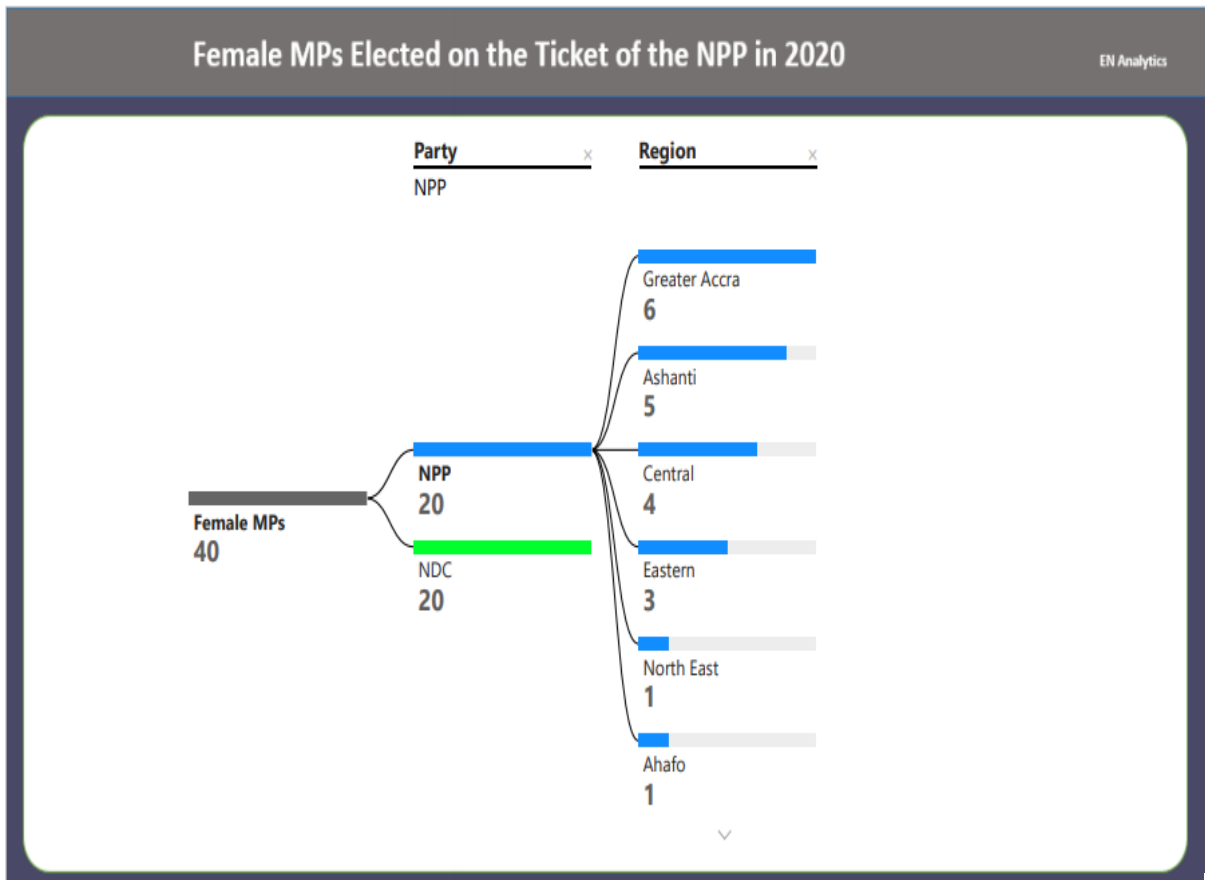 Female MPs Elected on the Ticket of the NPP in 2020
EN Analytics
Party
Region
NPP
Greater Accra
6
Ashanti
5
NPP
20
Central
4
Female MPs
40
NDC
20
Eastern
3
North East
1
Ahafo
1